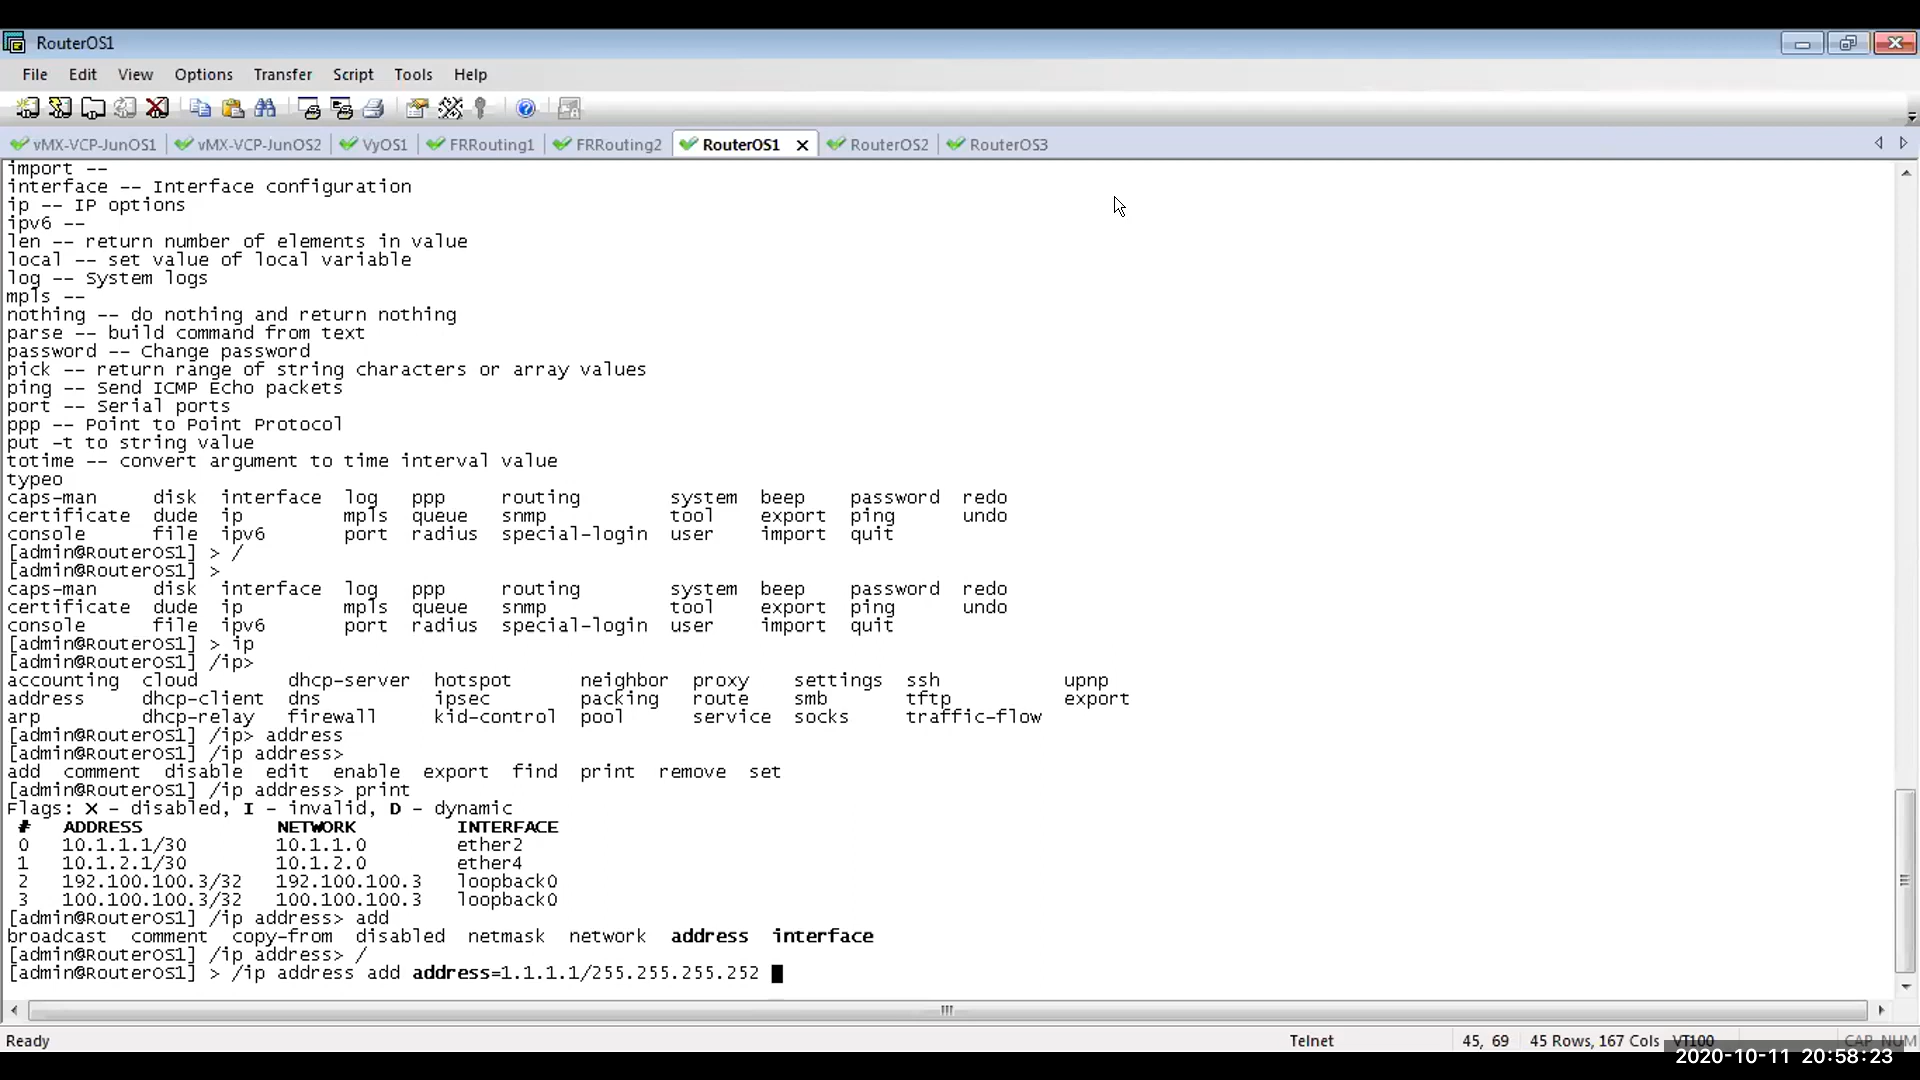 RouterOS1
File Edit View Options Transfer Script Tools Help
vMX-VCP-JunOS1 vMX-VCP-JunOS2 VyOS1 FRRouting1 FRRouting2 RouterOS1 RouterOS2 RouterOS3
import --
interface -- Interface configuration
ip -- IP options
ipv6 --
len -- return number of elements in value
local -- set value of local variable
log -- System logs
mpls --
nothing -- do nothing and return nothing
parse -- build command from text
password -- Change password
pick -- return range of string characters or array values
ping -- Send ICMP Echo packets
port -- Serial ports
ppp -- Point to Point Protocol
put -t to string value
totime -- convert argument to time interval value
typeo
caps-man disk interface log ppp routing system beep password redo
certificate dude ip mpls queue snmp tool export ping undo
console file ipv6 port radius special-login user import quit
[admin@RouterOS1] > /
[admin@RouterOS1] >
caps-man disk interface log ppp routing system beep password redo
certificate dude ip mpls queue snmp tool export ping undo
console file ipv6 port radius special-login user import quit
[admin@RouterOS1] > ip
[admin@RouterOS1] /ip>
accounting cloud dhcp-server hotspot neighbor proxy settings ssh upnp
address dhcp-client dns ipsec packing route smb tftp export
arp dhcp-relay firewall kid-control pool service socks traffic-flow
[admin@RouterOS1] /ip> address
[admin@RouterOS1] /ip address>
add comment disable edit enable export find print remove set
[admin@RouterOS1] /ip address> print
Flags: X - disabled, I - invalid, D - dynamic
# ADDRESS NETWORK INTERFACE
0 10.1.1.1/30 10.1.1.0 ether2
1 10.1.2.1/30 10.1.2.0 ether4
2 192.100.100.3/32 192.100.100.3 loopback0
3 100.100.100.3/32 100.100.100.3 loopback0
[admin@RouterOS1] /ip address> add
broadcast comment copy-from disabled netmask network address interface
[admin@RouterOS1] /ip address> /
[admin@RouterOS1] > /ip address add address=1.1.1.1/255.255.255.252
Ready Telnet 45, 69 45 Rows, 167 Cols VT100 CAP NUM
2020-10-11 20:58:23